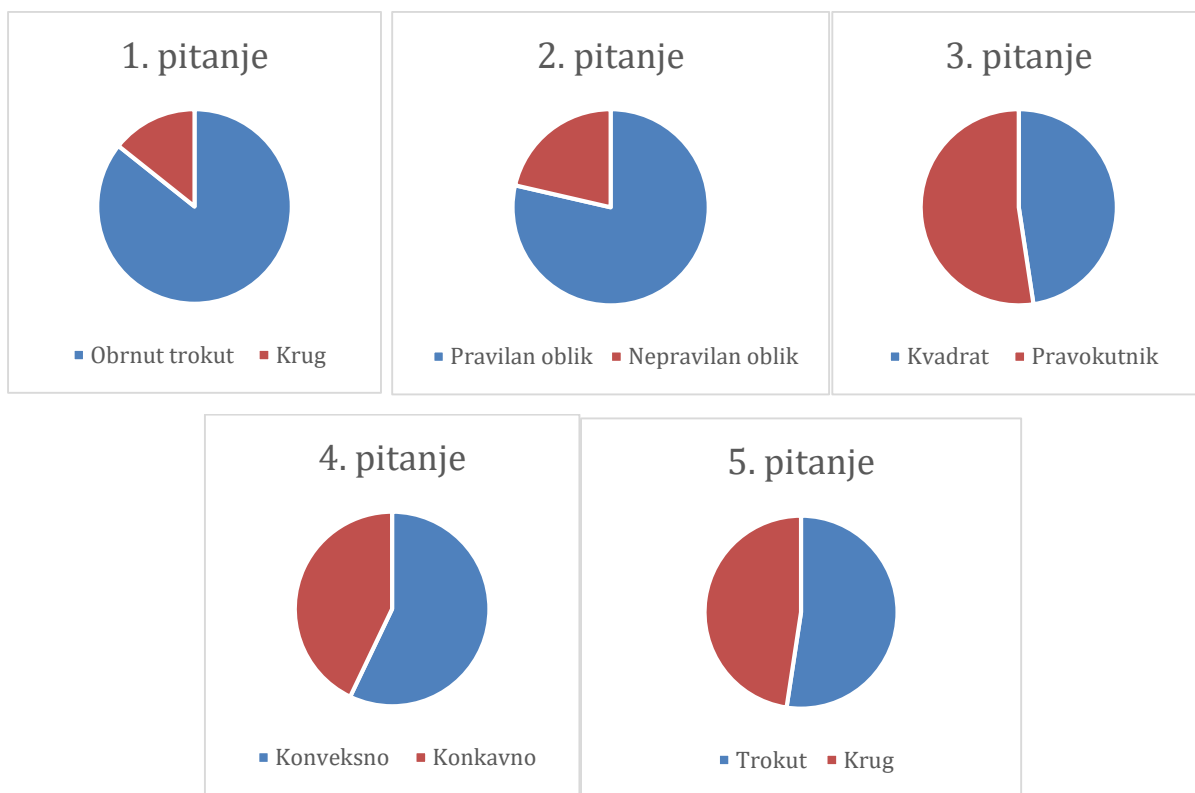 1. pitanje
Obrnut trokut Krug
2. pitanje
Pravilan oblik Nepravilan oblik
3. pitanje
Kvadrat Pravokutnik
4. pitanje
Konveksno Konkavno
5. pitanje
Trokut Krug